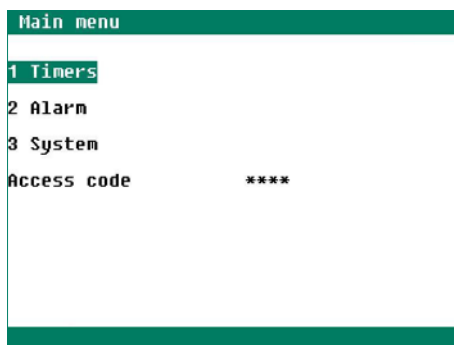 Main menu
1 Timers
2 Alarm
3 System
Access code ****